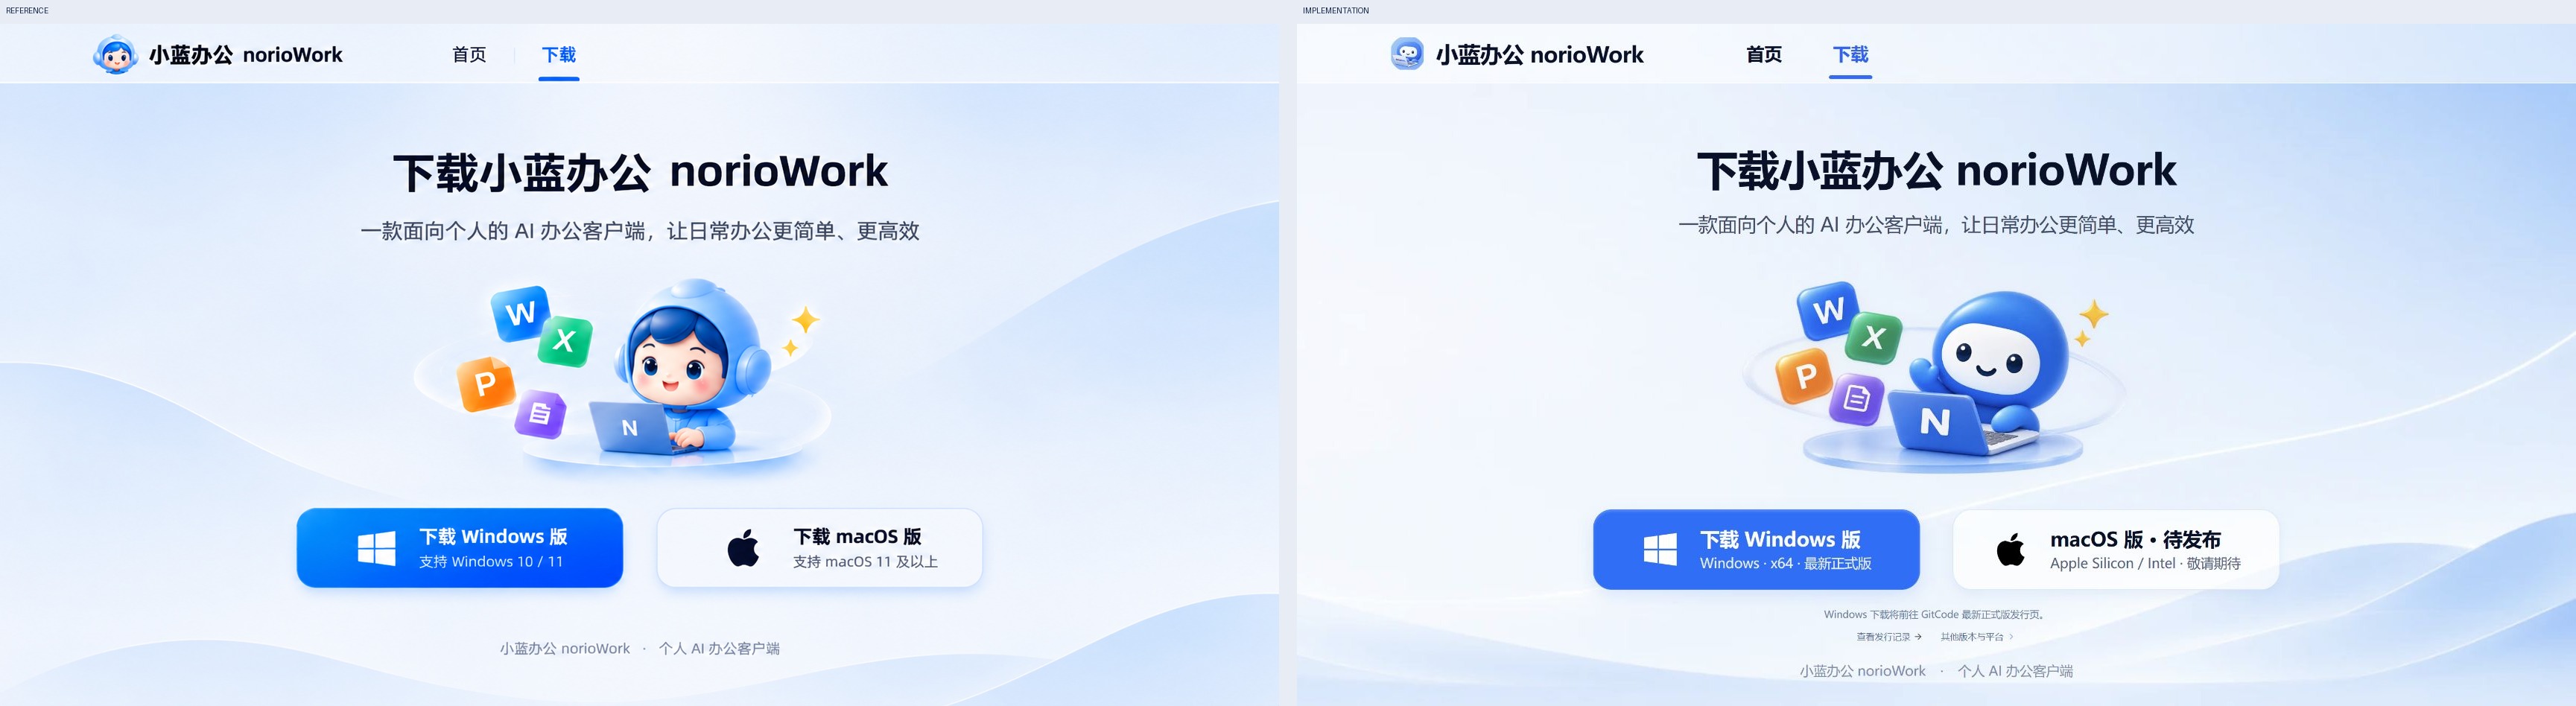 REFERENCE
小蓝办公 norioWork
首页
下载
下载小蓝办公 norioWork
一款面向个人的 AI 办公客户端，让日常办公更简单、更高效
W
X
P
N
下载 Windows 版
支持 Windows 10 / 11
下载 macOS 版
支持 macOS 11 及以上
小蓝办公 norioWork · 个人 AI 办公客户端
IMPLEMENTATION
小蓝办公 norioWork
首页
下载
下载小蓝办公 norioWork
一款面向个人的 AI 办公客户端，让日常办公更简单、更高效
W
X
P
N
下载 Windows 版
Windows · x64 · 最新正式版
macOS 版 • 待发布
Apple Silicon / Intel · 敬请期待
Windows 下载将前往 GitCode 最新正式版发行页。
查看发行记录 →
其他版本与平台 >
小蓝办公 norioWork · 个人 AI 办公客户端